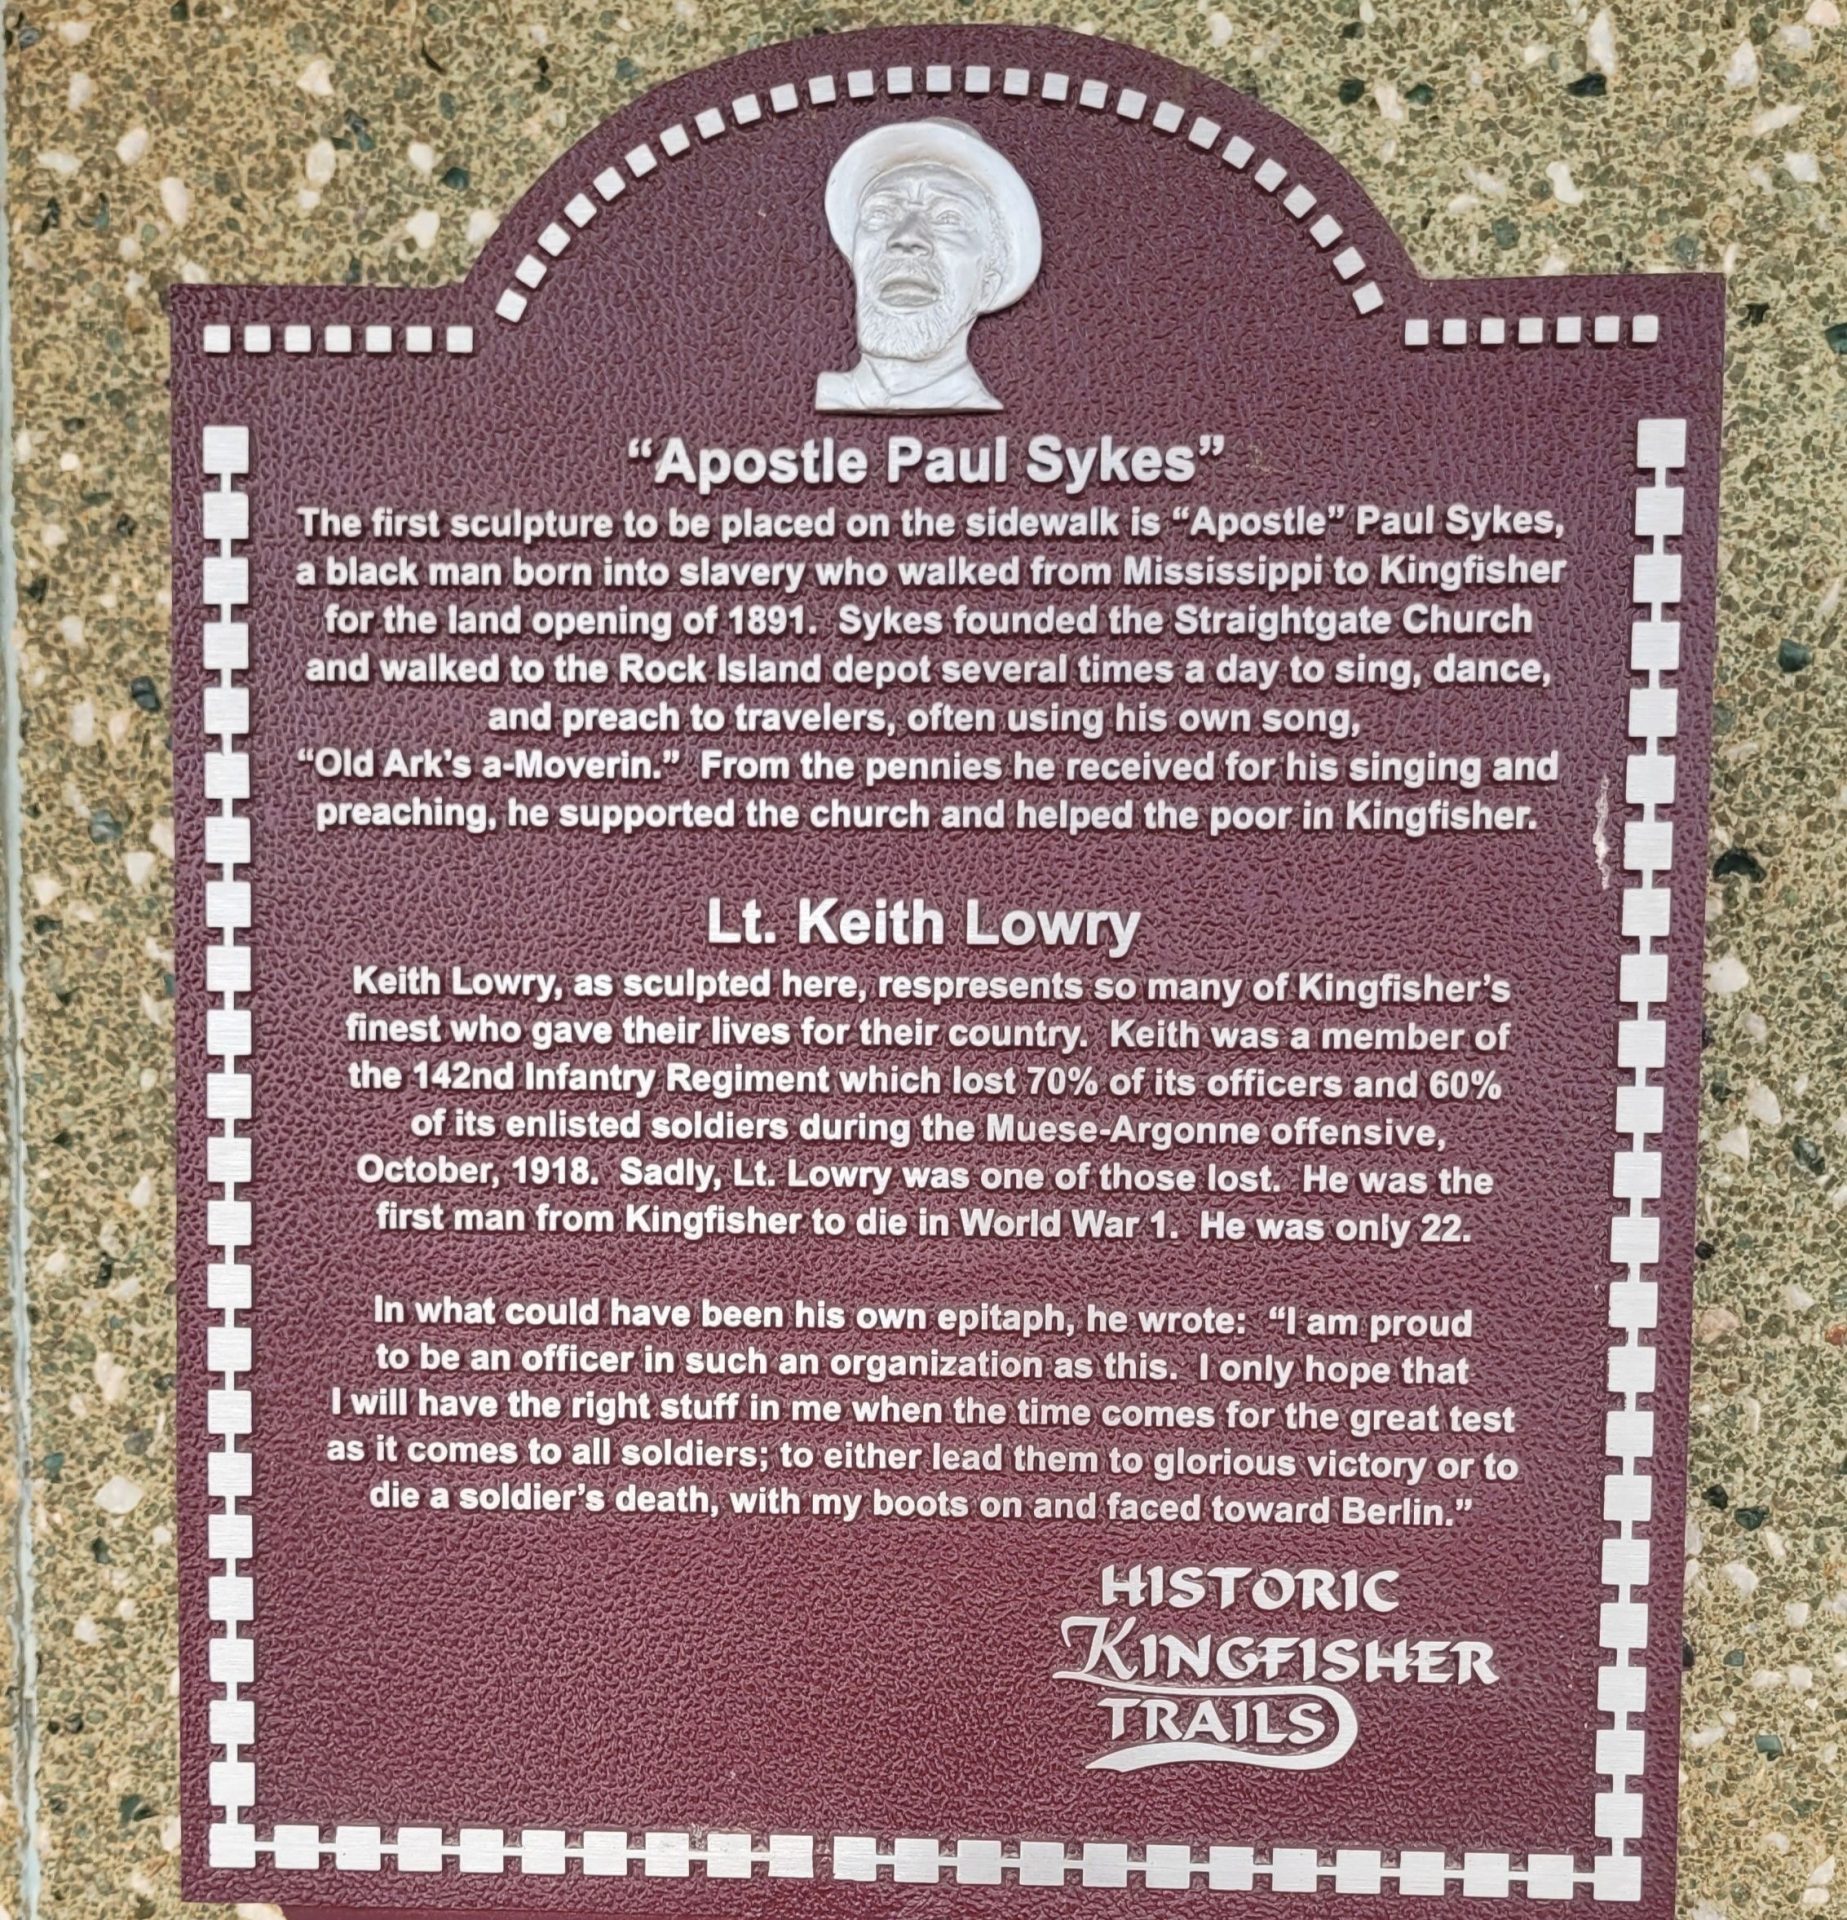 “Apostle Paul Sykes”
The first sculpture to be placed on the sidewalk is “Apostle” Paul Sykes,
a black man born into slavery who walked from Mississippi to Kingfisher
for the land opening of 1891.  Sykes founded the Straightgate Church
and walked to the Rock Island depot several times a day to sing, dance,
and preach to travelers, often using his own song,
“Old Ark’s a-Moverin.”  From the pennies he received for his singing and
preaching, he supported the church and helped the poor in Kingfisher.
Lt. Keith Lowry
Keith Lowry, as sculpted here, respresents so many of Kingfisher’s
finest who gave their lives for their country.  Keith was a member of
the 142nd Infantry Regiment which lost 70% of its officers and 60%
of its enlisted soldiers during the Muese-Argonne offensive,
October, 1918.  Sadly, Lt. Lowry was one of those lost.  He was the
first man from Kingfisher to die in World War 1.  He was only 22.
In what could have been his own epitaph, he wrote:  “I am proud
to be an officer in such an organization as this.  I only hope that
I will have the right stuff in me when the time comes for the great test
as it comes to all soldiers; to either lead them to glorious victory or to
die a soldier’s death, with my boots on and faced toward Berlin.”
HISTORIC
KINGFISHER
TRAILS